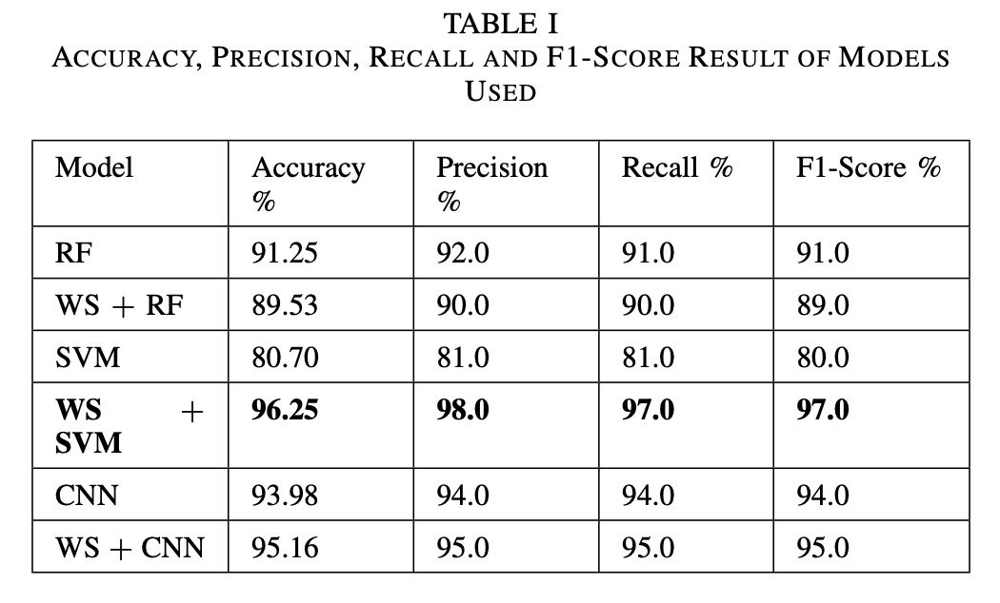 TABLE I
ACCURACY, PRECISION, RECALL AND F1-SCORE RESULT OF MODELS
USED
Model Accuracy % Precision % Recall % F1-Score %
RF 91.25 92.0 91.0 91.0
WS + RF 89.53 90.0 90.0 89.0
SVM 80.70 81.0 81.0 80.0
WS + SVM 96.25 98.0 97.0 97.0
CNN 93.98 94.0 94.0 94.0
WS + CNN 95.16 95.0 95.0 95.0